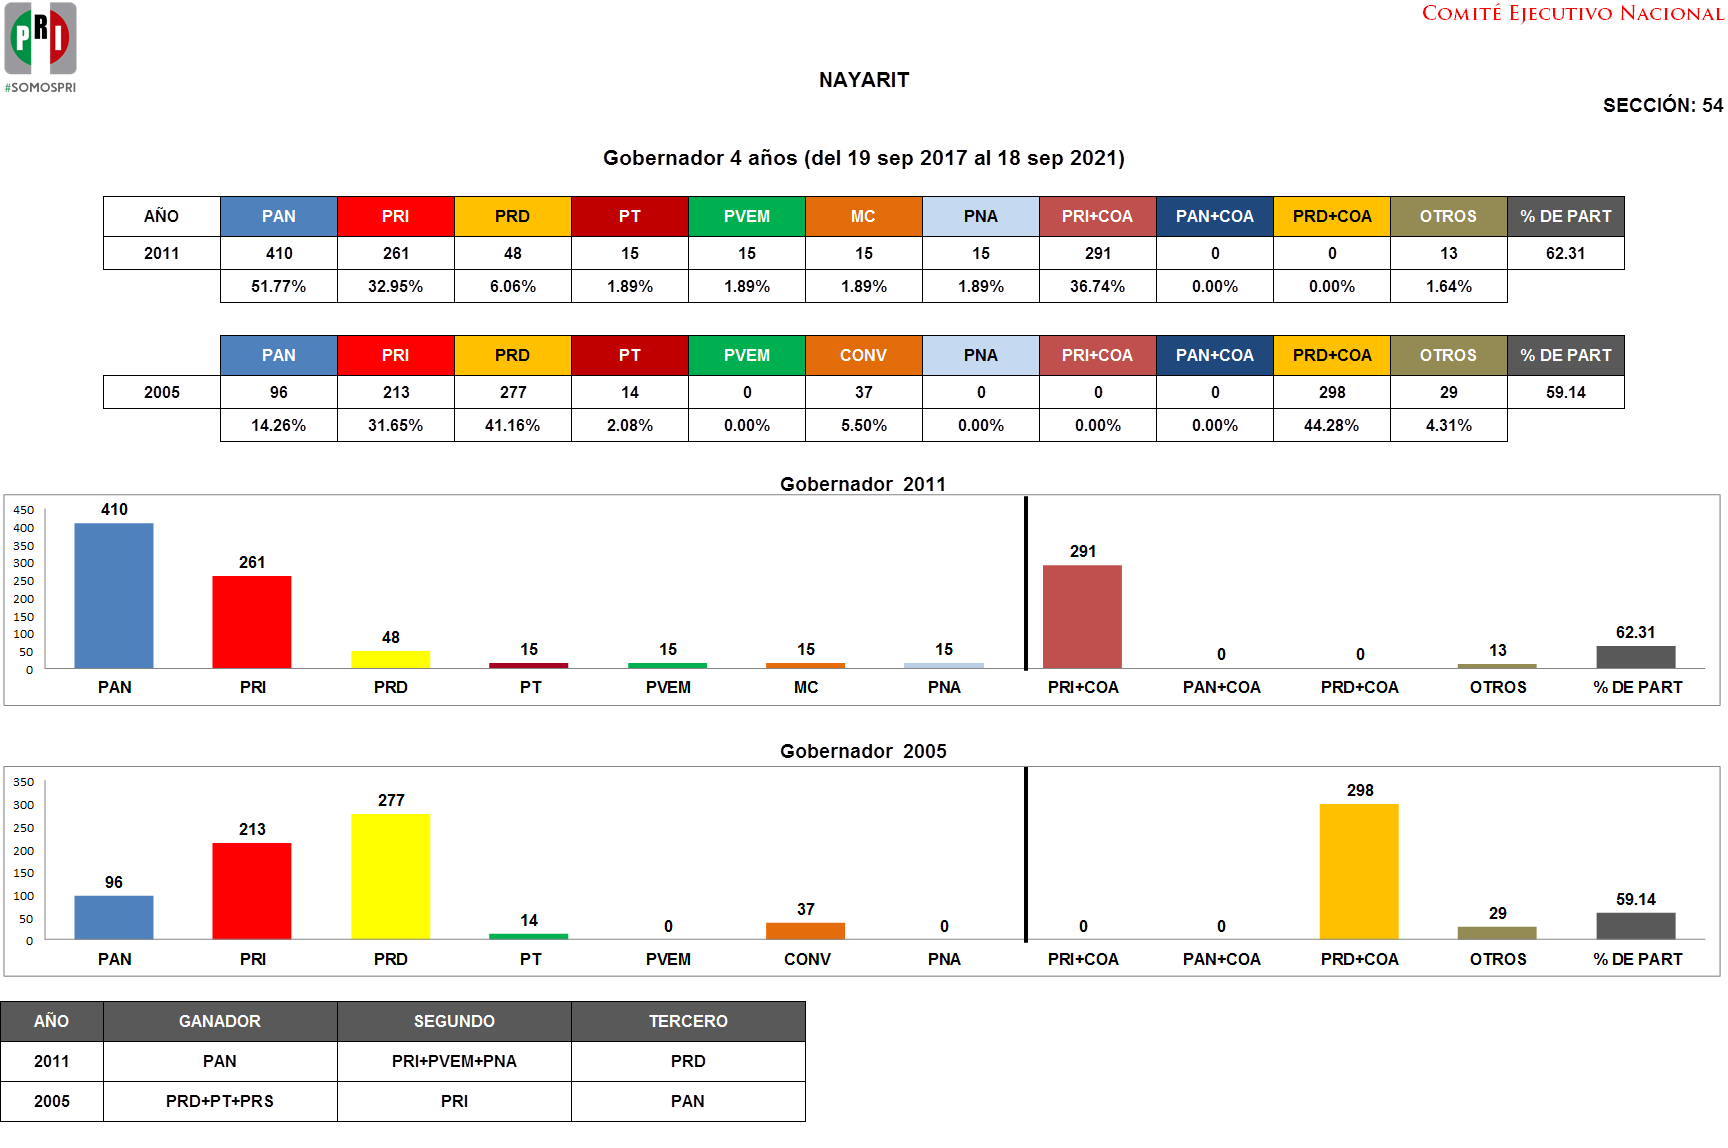 COMITÉ EJECUTIVO NACIONAL
PRI
#SOMOSPRI
NAYARIT
SECCIÓN: 54
Gobernador 4 años (del 19 sep 2017 al 18 sep 2021)
AÑO PAN PRI PRD PT PVEM MC PNA PRI+COA PAN+COA PRD+COA OTROS % DE PART
2011 410 261 48 15 15 15 15 291 0 0 13 62.31
51.77% 32.95% 6.06% 1.89% 1.89% 1.89% 1.89% 36.74% 0.00% 0.00% 1.64%
PAN PRI PRD PT PVEM CONV PNA PRI+COA PAN+COA PRD+COA OTROS % DE PART
2005 96 213 277 14 0 37 0 0 0 298 29 59.14
14.26% 31.65% 41.16% 2.08% 0.00% 5.50% 0.00% 0.00% 0.00% 44.28% 4.31%
Gobernador 2011
450
400
350
300
250
200
150
100
50
0
410 261 48 15 15 15 15 291 0 0 13 62.31
PAN PRI PRD PT PVEM MC PNA PRI+COA PAN+COA PRD+COA OTROS % DE PART
Gobernador 2005
350
300
250
200
150
100
50
0
96 213 277 14 0 37 0 0 0 298 29 59.14
PAN PRI PRD PT PVEM CONV PNA PRI+COA PAN+COA PRD+COA OTROS % DE PART
AÑO GANADOR SEGUNDO TERCERO
2011 PAN PRI+PVEM+PNA PRD
2005 PRD+PT+PRS PRI PAN